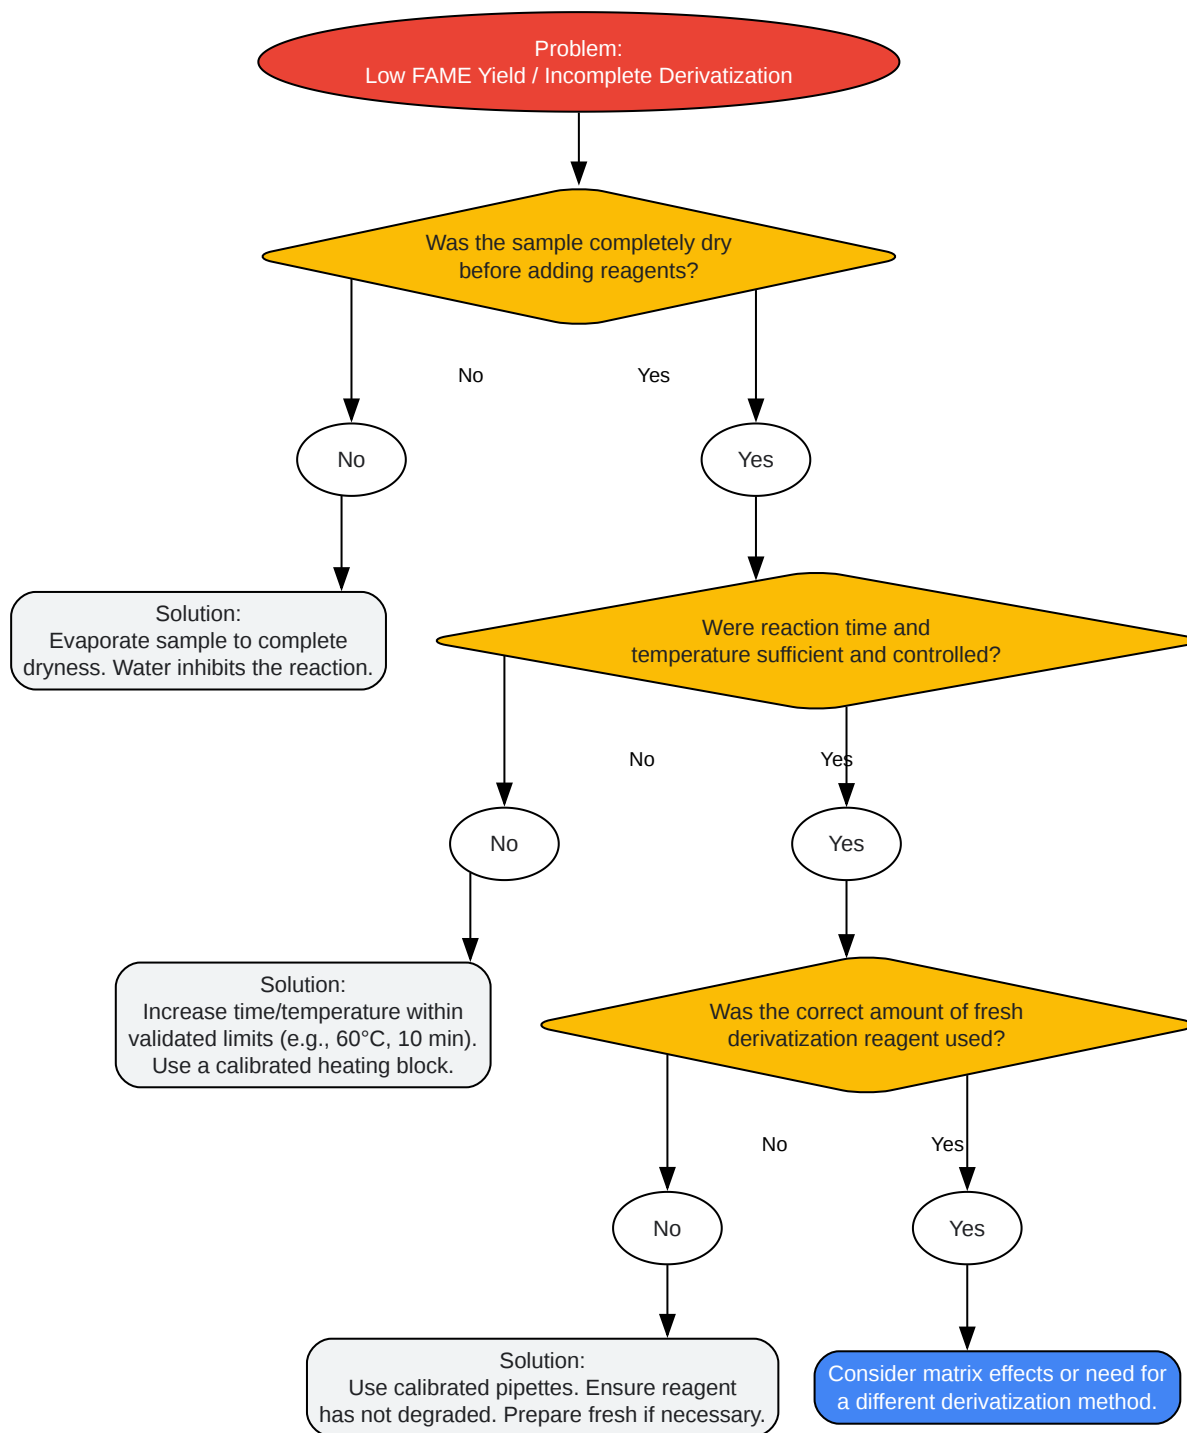 Problem:
Low FAME Yield / Incomplete Derivatization
Was the sample completely dry
before adding reagents?
No
Yes
No
Yes
Solution:
Evaporate sample to complete
dryness. Water inhibits the reaction.
Were reaction time and
temperature sufficient and controlled?
No
Yes
No
Yes
Solution:
Increase time/temperature within
validated limits (e.g., 60°C, 10 min).
Use a calibrated heating block.
Was the correct amount of fresh
derivatization reagent used?
No
Yes
No
Yes
Solution:
Use calibrated pipettes. Ensure reagent
has not degraded. Prepare fresh if necessary.
Consider matrix effects or need for
a different derivatization method.